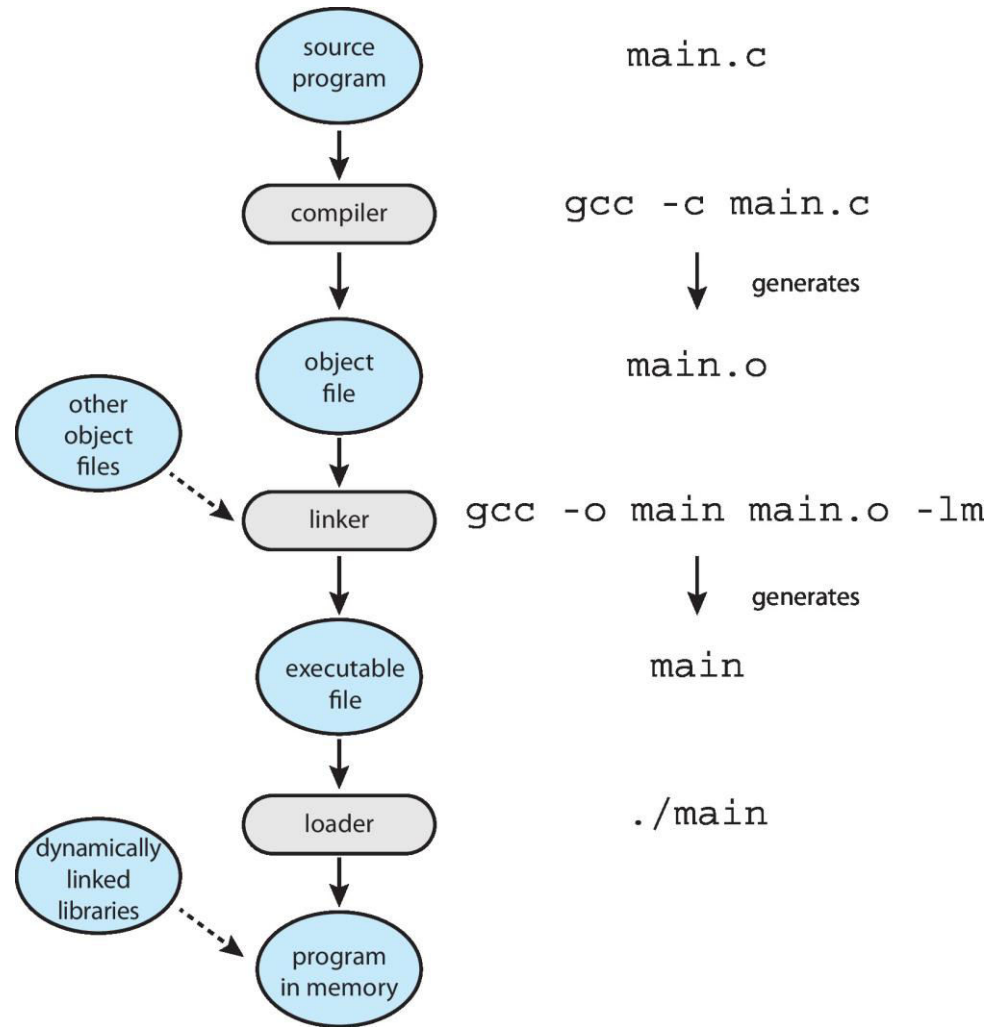 source
program
main.c
compiler
gcc -c main.c
generates
object
file
main.o
other
object
files
linker
gcc -o main main.o -lm
generates
executable
file
main
loader
./main
dynamically
linked
libraries
program
in memory